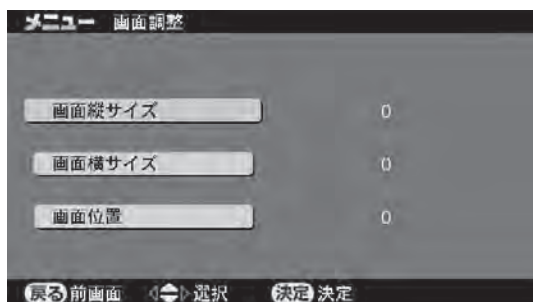 メニュー 画面調整
画面縦サイズ 0
画面横サイズ 0
画面位置 0
戻る 前画面 選択 決定 決定